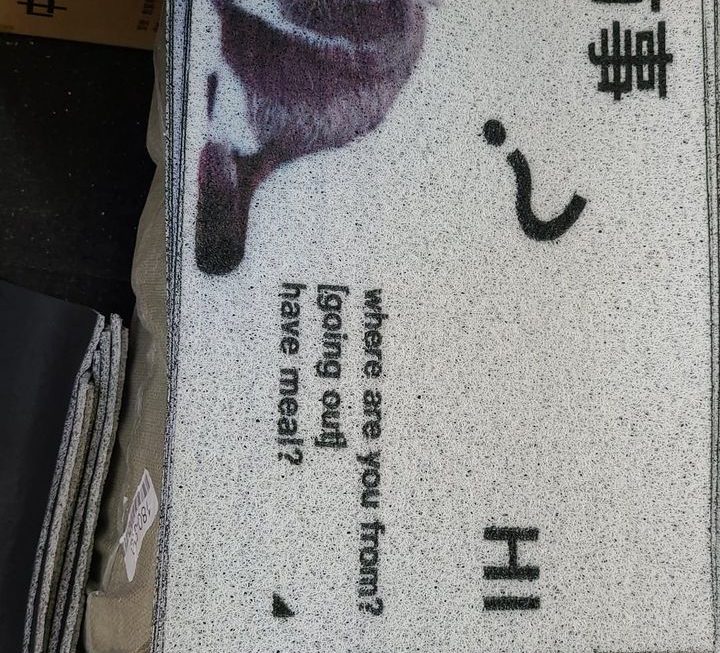 事
?
HI
where are you from?
[going out]
have meal?